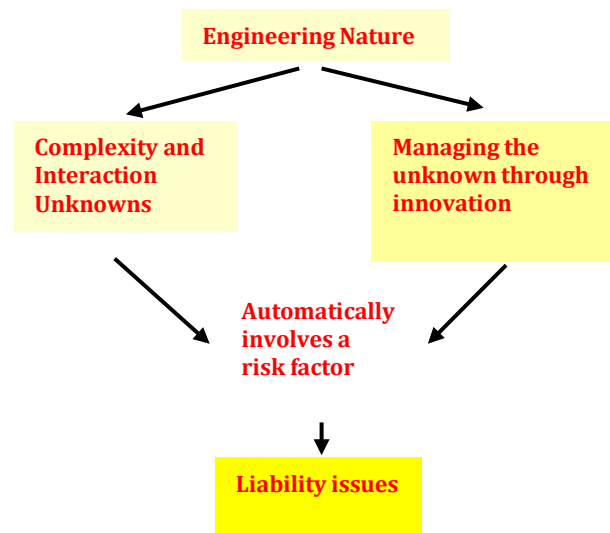 Engineering Nature
Complexity and
Interaction
Unknowns
Managing the
unknown through
innovation
Automatically
involves a
risk factor
Liability issues